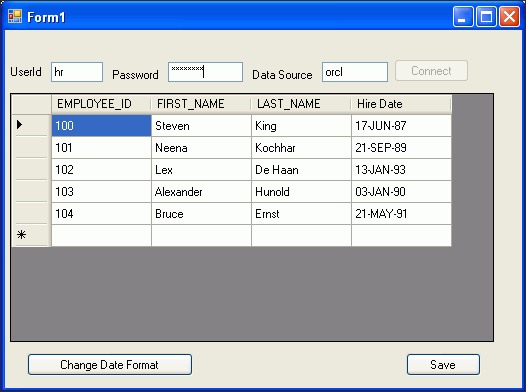 Form1
UserId hr Password ******** Data Source orcl Connect
EMPLOYEE_ID FIRST_NAME LAST_NAME Hire Date
100 Steven King 17-JUN-87
101 Neena Kochhar 21-SEP-89
102 Lex De Haan 13-JAN-93
103 Alexander Hunold 03-JAN-90
104 Bruce Ernst 21-MAY-91
Change Date Format Save